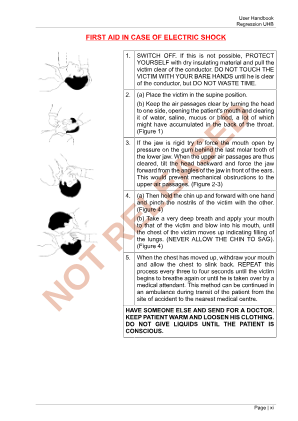 User Handbook
Regression UHB
FIRST AID IN CASE OF ELECTRIC SHOCK
1. SWITCH OFF. If this is not possible, PROTECT
YOURSELF with dry insulating material and pull the
victim clear of the conductor. DO NOT TOUCH THE
VICTIM WITH YOUR BARE HANDS until he is clear
of the conductor, but DO NOT WASTE TIME.
2. (a) Place the victim in the supine position.
(b) Keep the air passages clear by turning the head
to one side, opening the patient's mouth and clearing
it of water, saline, mucus or blood, a lot of which
might have accumulated in the back of the throat.
(Figure 1)
3. If the jaw is rigid try to force the mouth open by
pressure on the gum behind the last molar tooth of
the lower jaw. When the upper air passages are thus
cleared, tilt the head backward and force the jaw
forward from the angles of the jaw in front of the ears.
This would prevent mechanical obstructions to the
upper air passages. (Figure 2-3)
4. (a) Then hold the chin up and forward with one hand
and pinch the nostrils of the victim with the other.
(Figure 4)
(b) Take a very deep breath and apply your mouth
to that of the victim and blow into his mouth, until
the chest of the victim moves up indicating filling of
the lungs. (NEVER ALLOW THE CHIN TO SAG).
(Figure 4)
5. When the chest has moved up, withdraw your mouth
and allow the chest to slink back. REPEAT this
process every three to four seconds until the victim
begins to breathe again or until he is taken over by a
medical attendant. This method can be continued in
an ambulance during transit of the patient from the
site of accident to the nearest medical centre.
HAVE SOMEONE ELSE AND SEND FOR A DOCTOR.
KEEP PATIENT WARM AND LOOSEN HIS CLOTHING.
DO NOT GIVE LIQUIDS UNTIL THE PATIENT IS
CONSCIOUS.
Page | xi